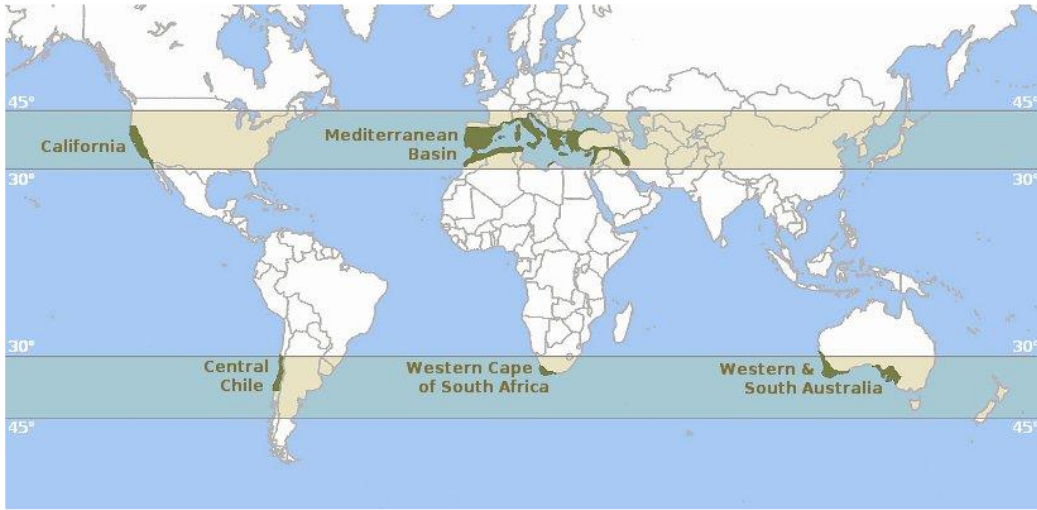 45°
45°
California
Mediterranean
Basin
30°
30°
30°
30°
Central
Chile
Western Cape
of South Africa
Western &
South Australia
45°
45°